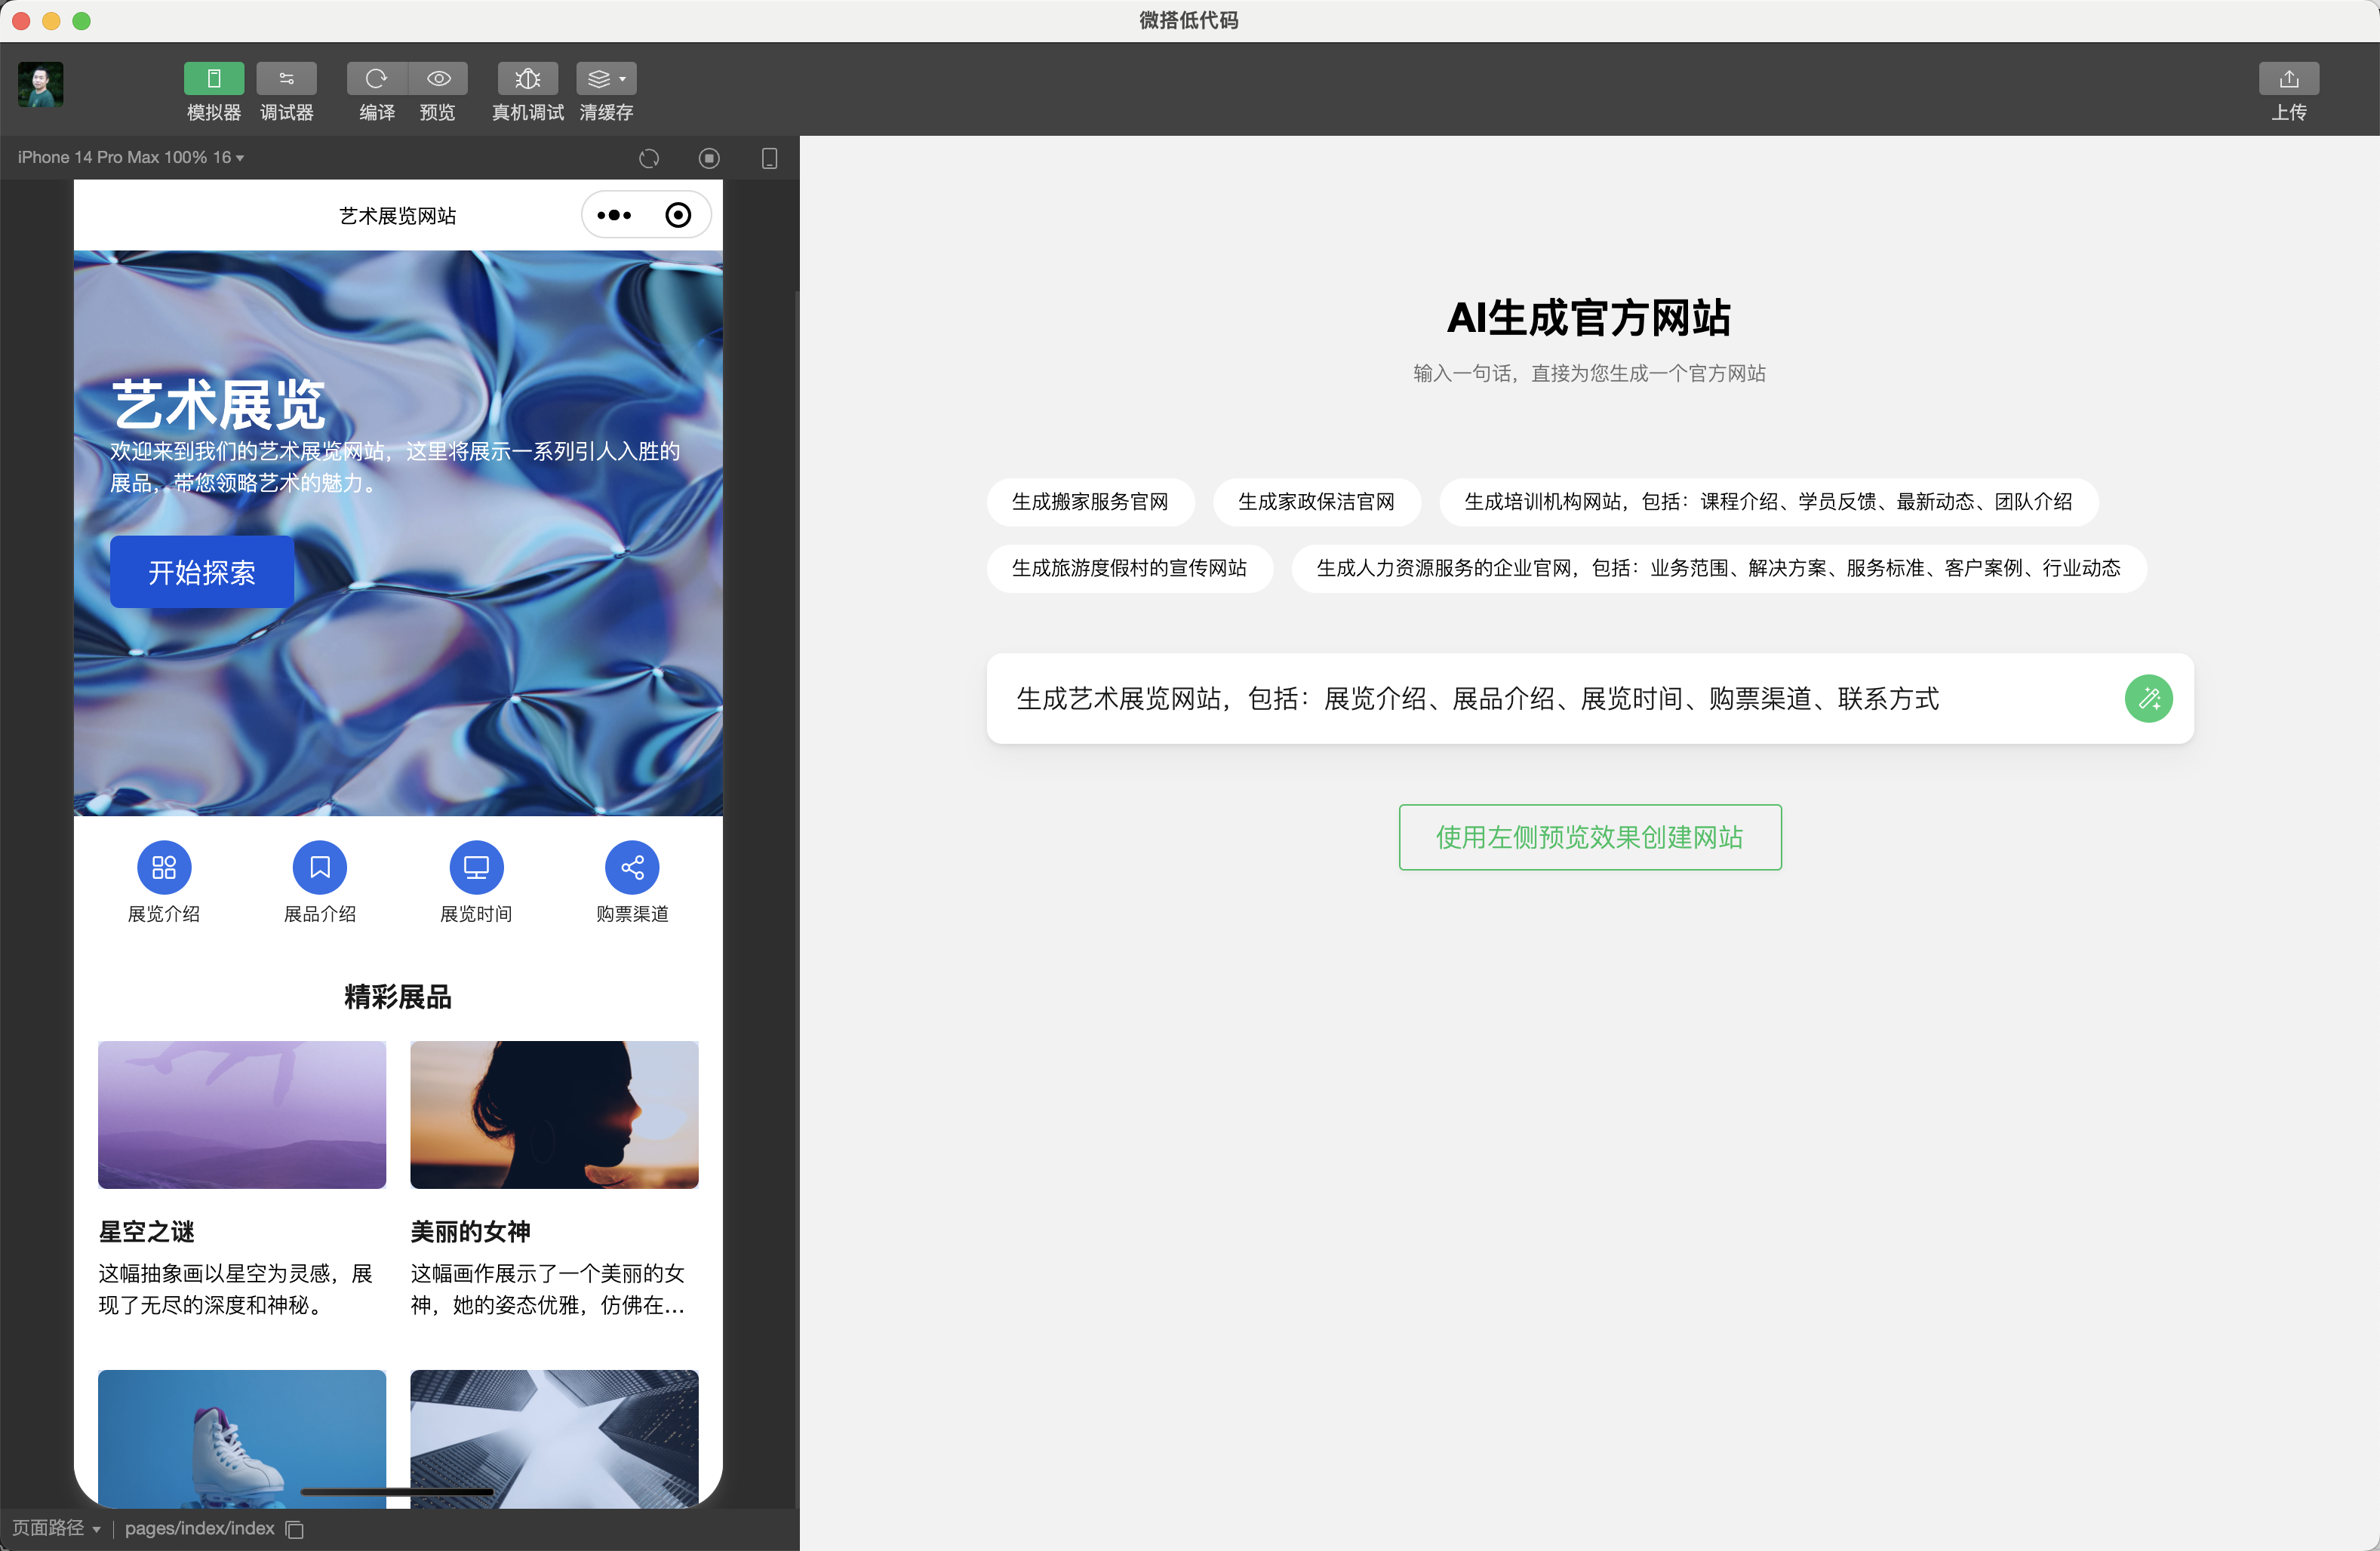 微搭低代码
模拟器
调试器
编译
预览
真机调试
清缓存
上传
iPhone 14 Pro Max 100% 16
艺术展览网站
艺术展览
欢迎来到我们的艺术展览网站，这里将展示一系列引人入胜的
展品，带您领略艺术的魅力。
开始探索
展览介绍
展品介绍
展览时间
购票渠道
精彩展品
星空之谜
这幅抽象画以星空为灵感，展
现了无尽的深度和神秘。
美丽的女神
这幅画作展示了一个美丽的女
神，她的姿态优雅，仿佛在...
页面路径
pages/index/index
AI生成官方网站
输入一句话，直接为您生成一个官方网站
生成搬家服务官网
生成家政保洁官网
生成培训机构网站，包括：课程介绍、学员反馈、最新动态、团队介绍
生成旅游度假村的宣传网站
生成人力资源服务的企业官网，包括：业务范围、解决方案、服务标准、客户案例、行业动态
生成艺术展览网站，包括：展览介绍、展品介绍、展览时间、购票渠道、联系方式
使用左侧预览效果创建网站